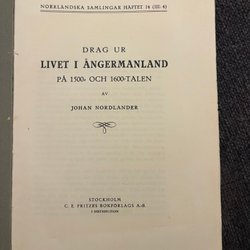 NORRLÄNDSKA SAMLINGAR HÄFTET 14 (III: 4)
DRAG UR
LIVET I ÅNGERMANLAND
PÅ 1500- OCH 1600-TALEN
AV
JOHAN NORDLANDER
STOCKHOLM
C. E. FRITZES BOKFÖRLAGS A.-B.
I DISTRIBUTION